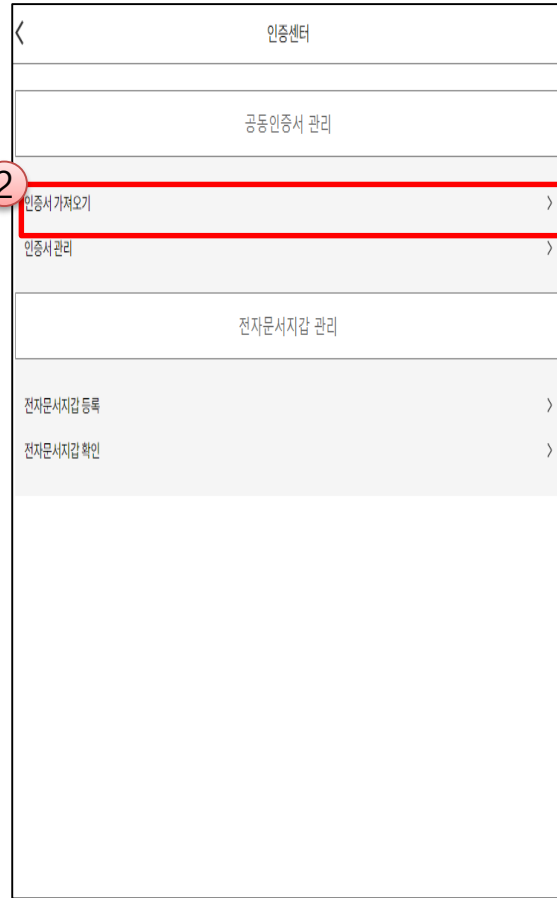 인증센터
공동인증서 관리
2
인증서 가져오기
인증서 관리
전자문서지갑 관리
전자문서지갑 등록
전자문서지갑 확인